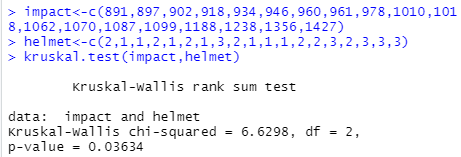 > impact<-c(891,897,902,918,934,946,960,961,978,1010,101
8,1062,1070,1087,1099,1188,1238,1356,1427)
> helmet<-c(2,1,1,2,1,2,1,3,2,1,1,1,2,2,3,2,3,3,3)
> kruskal.test(impact,helmet)
Kruskal-Wallis rank sum test
data:  impact and helmet
Kruskal-Wallis chi-squared = 6.6298, df = 2,
p-value = 0.03634